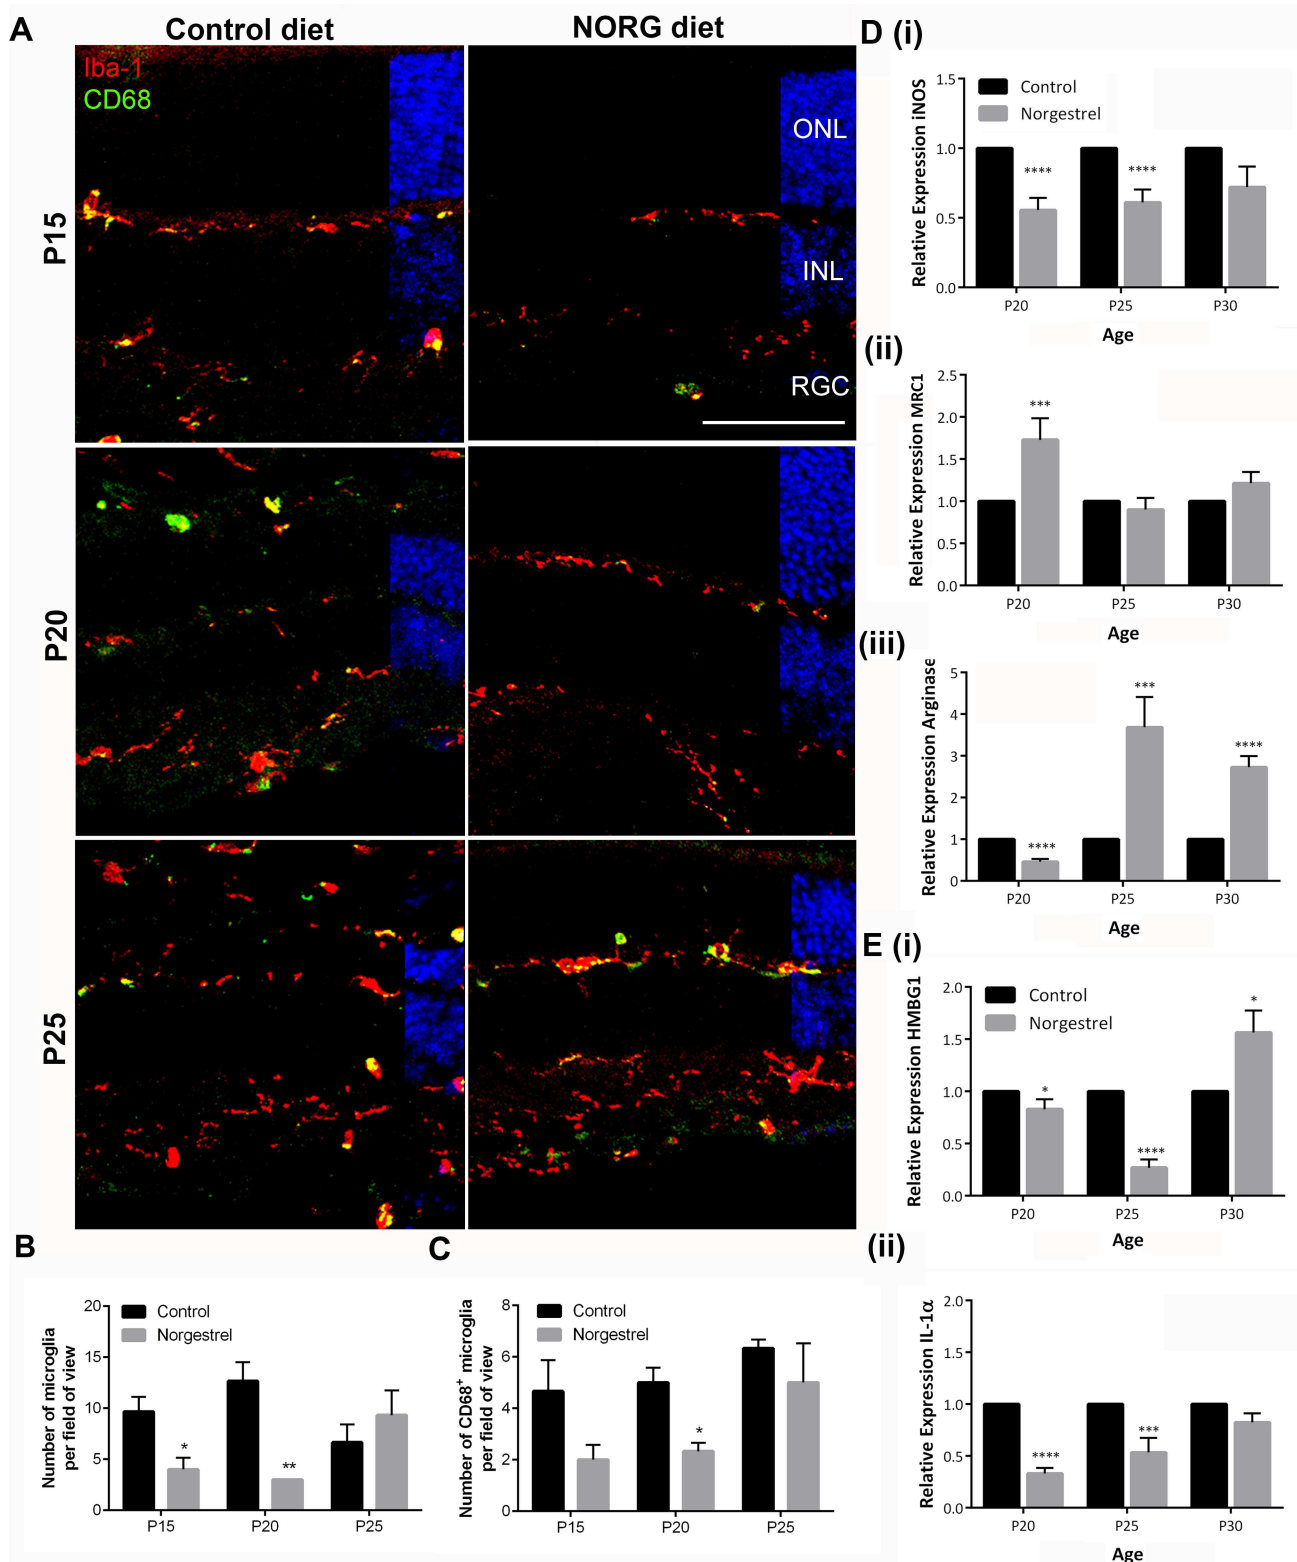 A
Control diet
NORG diet
Iba-1
CD68
P15
ONL
INL
RGC
P20
P25
B
Number of microglia
per field of view
20
15
10
5
0
Control
Norgestrel
*
**
P15
P20
P25
C
Number of CD68+ microglia
per field of view
8
6
4
2
0
Control
Norgestrel
*
P15
P20
P25
D (i)
Relative Expression iNOS
1.5
1.0
0.5
0.0
Control
Norgestrel
****
****
P20
P25
P30
Age
(ii)
Relative Expression MRC1
2.5
2.0
1.5
1.0
0.5
0.0
***
P20
P25
P30
Age
(iii)
Relative Expression Arginase
5
4
3
2
1
0
****
***
****
P20
P25
P30
Age
E (i)
Relative Expression HMBG1
2.0
1.5
1.0
0.5
0.0
Control
Norgestrel
*
****
*
P20
P25
P30
Age
(ii)
Relative Expression IL-1α
2.0
1.5
1.0
0.5
0.0
****
***
P20
P25
P30
Age